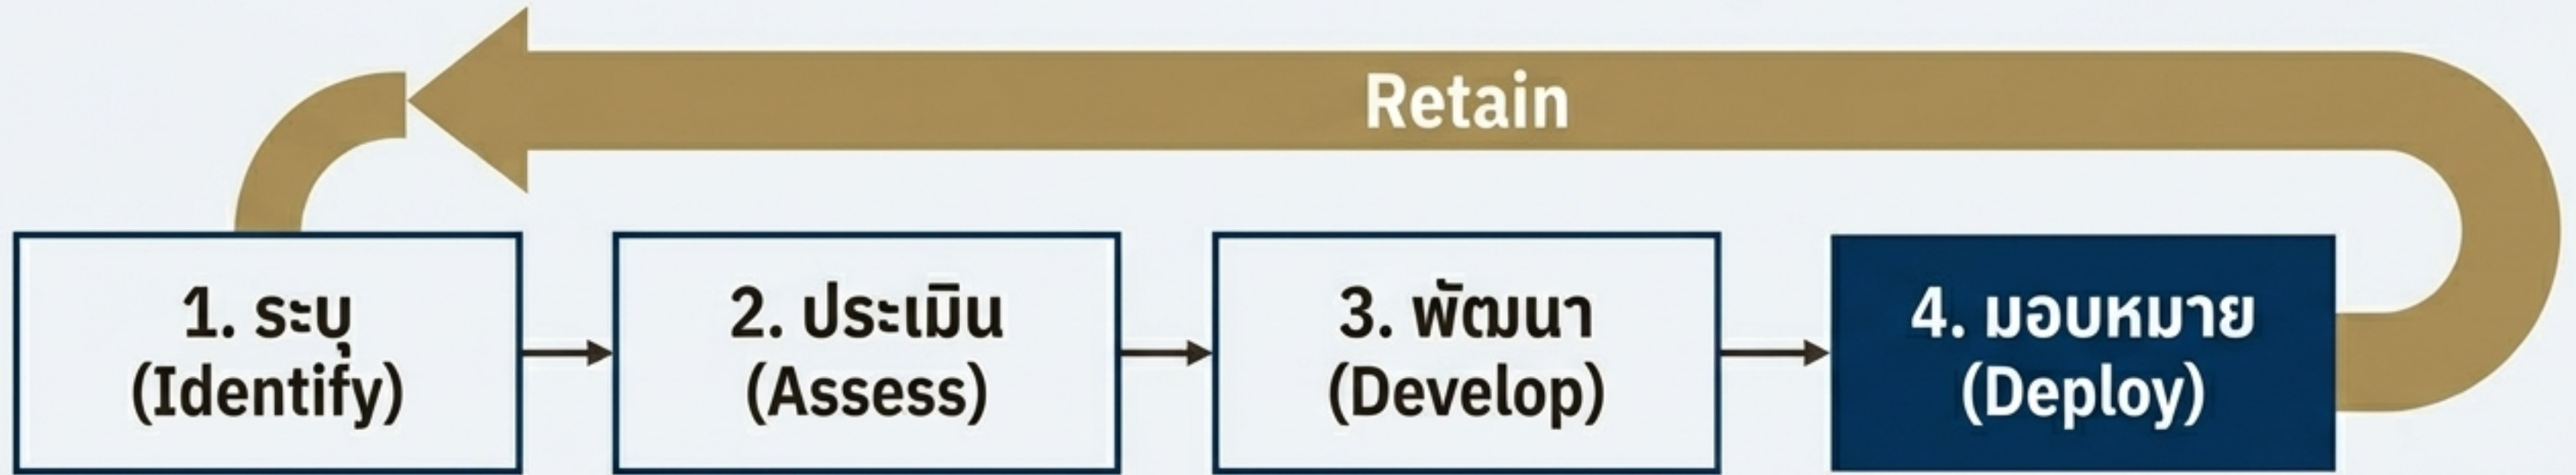 Retain
1. ระบุ
(Identify)
2. ประเมิน
(Assess)
3. พัฒนา
(Develop)
4. มอบหมาย
(Deploy)